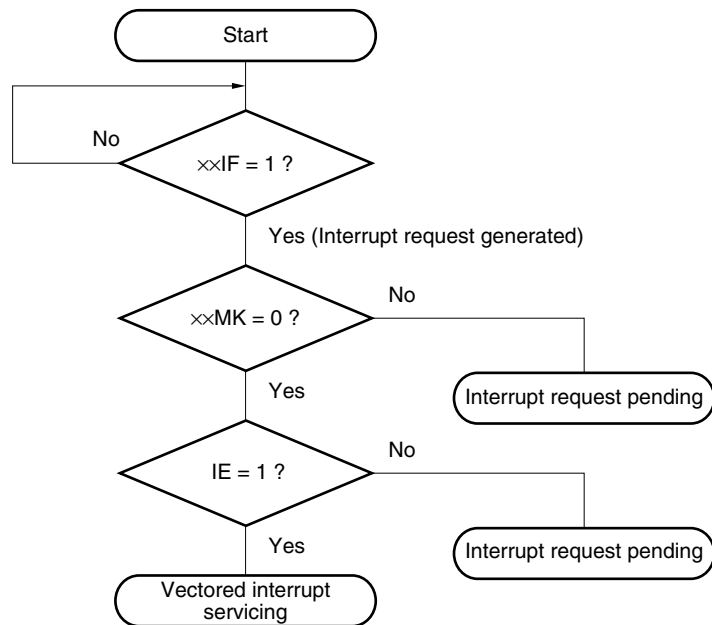 Start
No
××IF = 1 ?
Yes (Interrupt request generated)
No
××MK = 0 ?
Interrupt request pending
Yes
No
IE = 1 ?
Interrupt request pending
Yes
Vectored interrupt
servicing